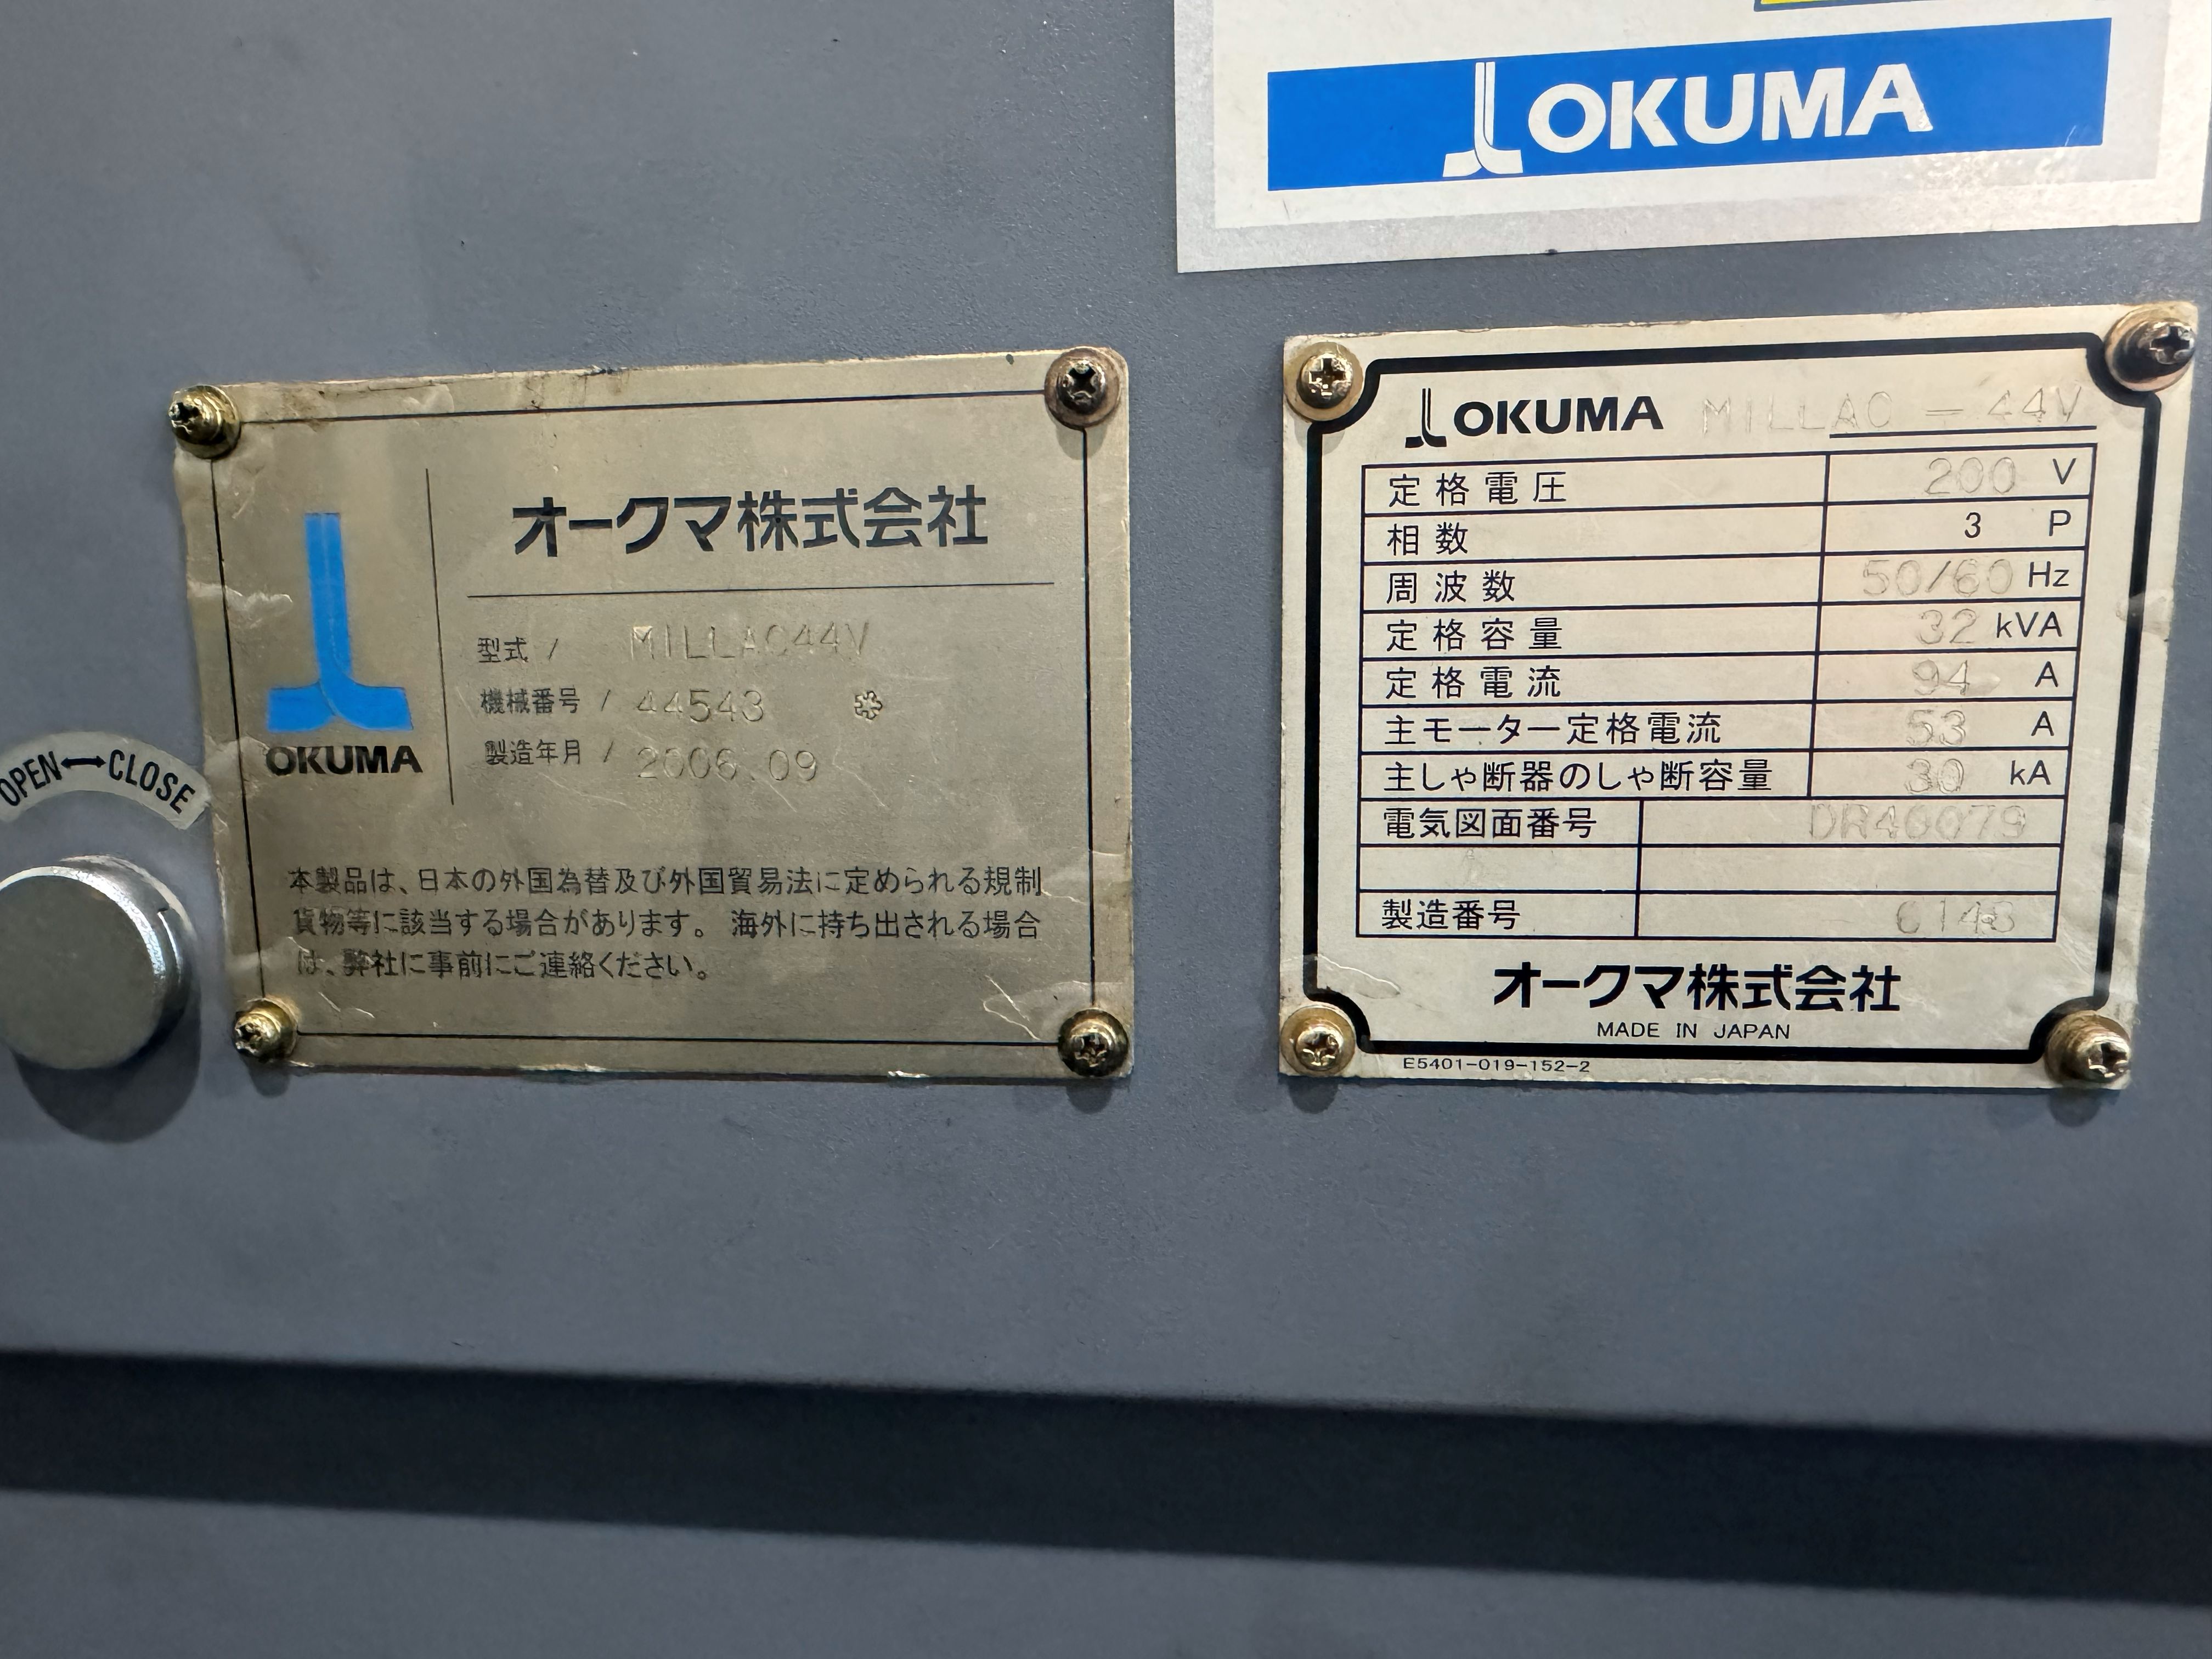 OKUMA
OKUMA
オークマ株式会社
型式 / MILLAC44V
機械番号 / 44543 *
製造年月 / 2006.09
本製品は、日本の外国為替及び外国貿易法に定められる規制
貨物等に該当する場合があります。 海外に持ち出される場合
は、弊社に事前にご連絡ください。
OPEN↔CLOSE
OKUMA MILLAC - 44V
定格電圧 200 V
相数 3 P
周波数 50/60 Hz
定格容量 32 kVA
定格電流 94 A
主モーター定格電流 53 A
主しゃ断器のしゃ断容量 30 kA
電気図面番号 DR40079
製造番号
オークマ株式会社
MADE IN JAPAN
E5401-019-152-2